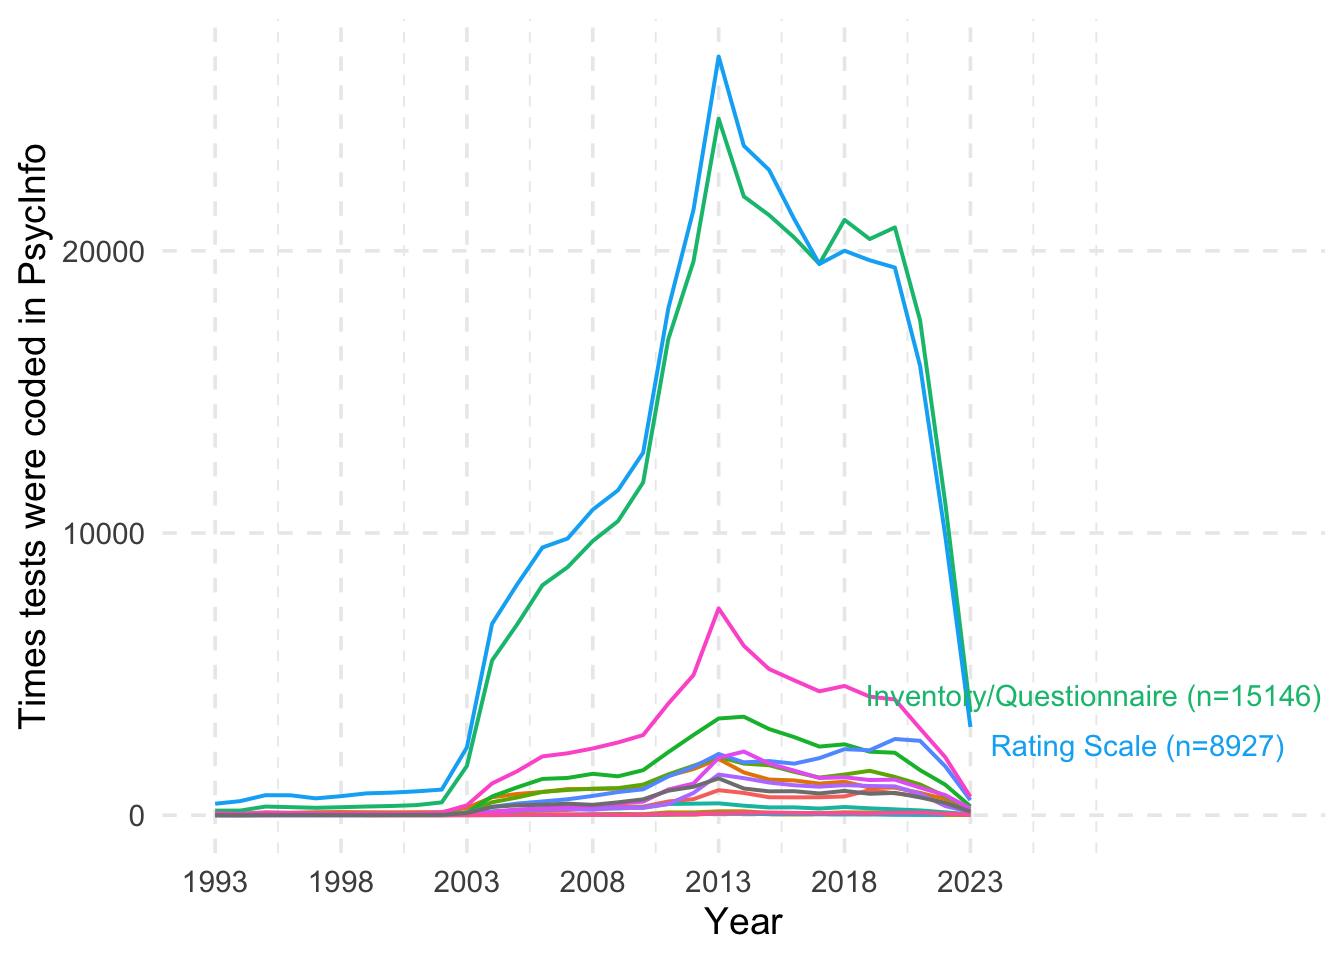 Times tests were coded in PsycInfo
20000
10000
0
Inventory/Questionnaire (n=15146)
Rating Scale (n=8927)
1993 1998 2003 2008 2013 2018 2023
Year